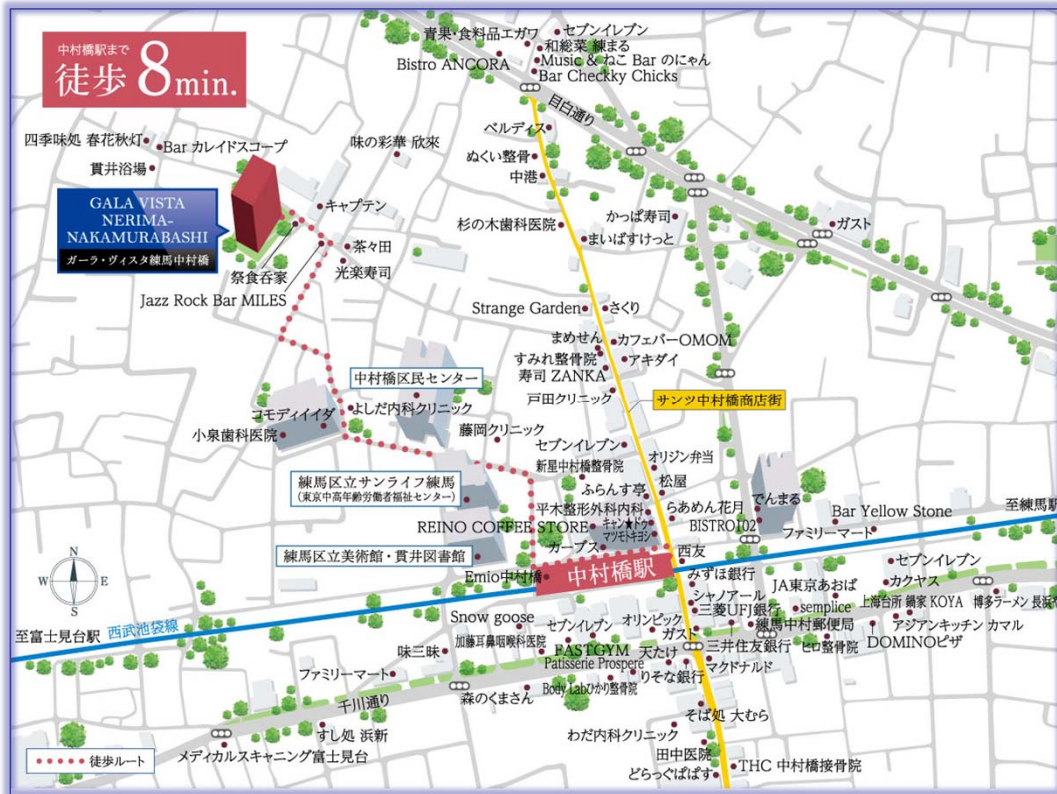 中村橋駅まで
徒歩 8min.
青果・食料品エガワ
セブンイレブン
和総菜 練まる
Music & ねこ Bar のにゃん
Bistro ANCORA
Bar Checkky Chicks
目白通り
四季味処 春花秋灯
Bar カレイドスコープ
貫井浴場
味の彩華 欣來
ベルディス
ぬくい整骨
中港
GALA VISTA
NERIMA-
NAKAMURABASHI
ガーラ・ヴィスタ練馬中村橋
キャプテン
茶々田
光楽寿司
祭食呑家
Jazz Rock Bar MILES
杉の木歯科医院
かっぱ寿司
まいばすけっと
ガスト
Strange Garden
さくり
まめせん
カフェバーOMOM
すみれ整骨院
アキダイ
寿司 ZANKA
戸田クリニック
サンツ中村橋商店街
中村橋区民センター
コモディイイダ
よしだ内科クリニック
小泉歯科医院
藤岡クリニック
セブンイレブン
オリジン弁当
新星中村橋整骨院
練馬区立サンライフ練馬
(東京中高年齢労働者福祉センター)
ふらんす亭
松屋
平木整形外科内科
らあめん花月
でんまる
REINO COFFEE STORE
キャン★ドゥ
マツモトキヨシ
BISTRO102
Bar Yellow Stone
ファミリーマート
至練馬駅
練馬区立美術館・貫井図書館
ガープス
西友
Emio中村橋
中村橋駅
みずほ銀行
N
W E
S
セブンイレブン
JA東京あおば
カクヤス
シャノアール
三菱UFJ銀行
semplice
上海台所 鍋家 KOYA
博多ラーメン 長浜や
練馬中村郵便局
アジアンキッチン カマル
至富士見台駅
西武池袋線
Snow goose
セブンイレブン
オリンピック
ガスト
加藤耳鼻咽喉科医院
三井住友銀行
ヒロ整骨院
DOMINOピザ
味三昧
FASTGYM
天たけ
Patisserie Prospere
マクドナルド
ファミリーマート
りそな銀行
千川通り
森のくまさん
Body Labひかり整骨院
そば処 大むら
すし処 浜新
わだ内科クリニック
メディカルスキャニング富士見台
田中医院
徒歩ルート
どらっぐぱぱす
THC 中村橋接骨院